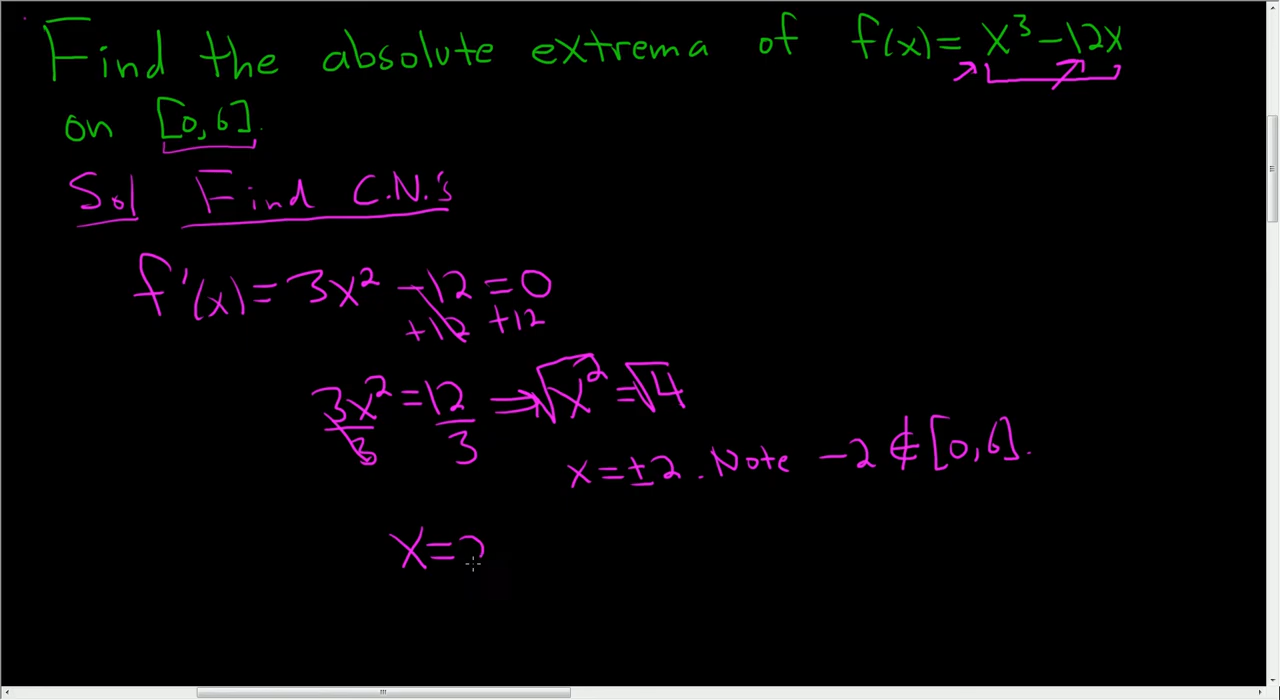 Find the absolute extrema of f(x) = x³ - 12x
on [0,6].
Sol Find C.N.'s
f'(x) = 3x² - 12 = 0
+12 +12
3x² = 12 → √x² = √4
3 3
x = ±2. Note -2 ∉ [0,6].
x = 2